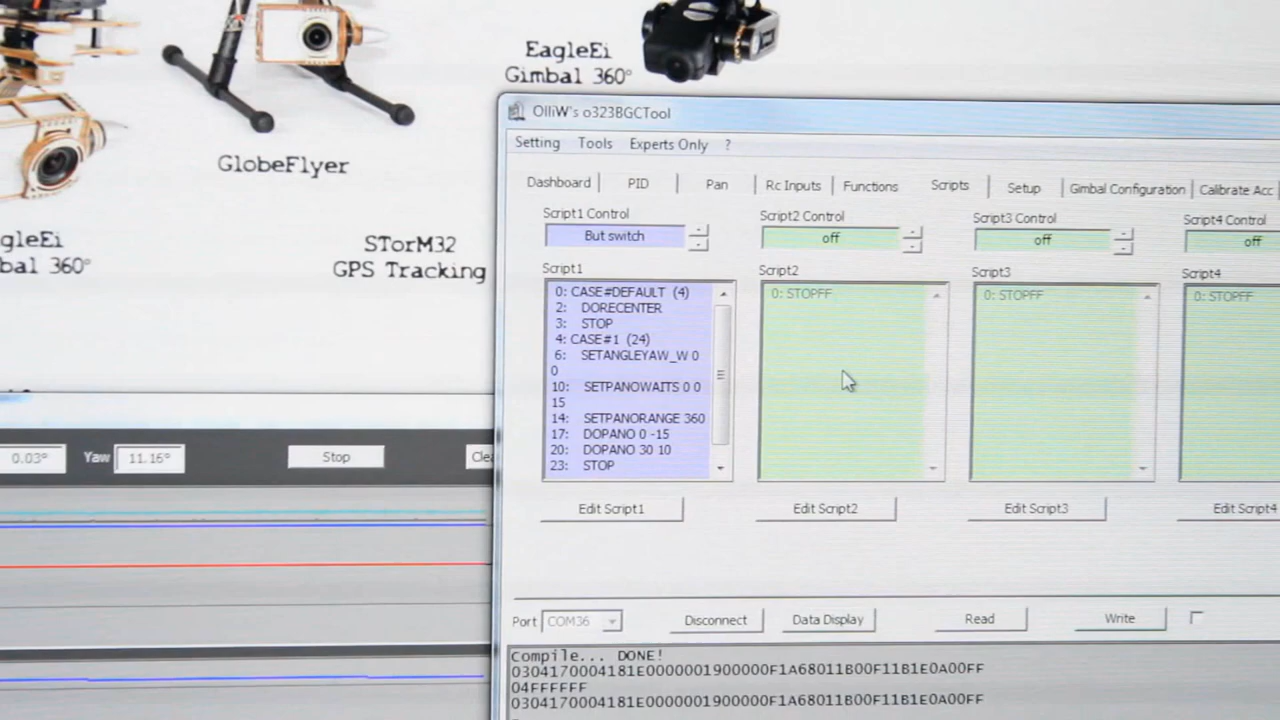 EagleEi
Gimbal 360°
GlobeFlyer
STorM32
GPS Tracking
gleEi
bal 360°
OlliW's o323BGCTool
Setting Tools Experts Only ?
Dashboard PID Pan Rc Inputs Functions Scripts Setup Gimbal Configuration Calibrate Acc
Script1 Control Script2 Control Script3 Control Script4 Control
But switch off off off
Script1 Script2 Script3 Script4
0: CASE#DEFAULT (4)
2: DORECENTER
3: STOP
4: CASE#1 (24)
6: SETANGLEYAW_W 0
0
10: SETPANOWAITS 0 0
15
14: SETPANORANGE 360
17: DOPANO 0 -15
20: DOPANO 30 10
23: STOP
0: STOPFF
0: STOPFF
0: STOPFF
Edit Script1 Edit Script2 Edit Script3 Edit Script4
0.03° Yaw 11.16° Stop Clea
Port COM36 Disconnect Data Display Read Write
Compile... DONE!
0304170004181E0000001900000F1A68011B00F11B1E0A00FF
04FFFFFF
0304170004181E0000001900000F1A68011B00F11B1E0A00FF